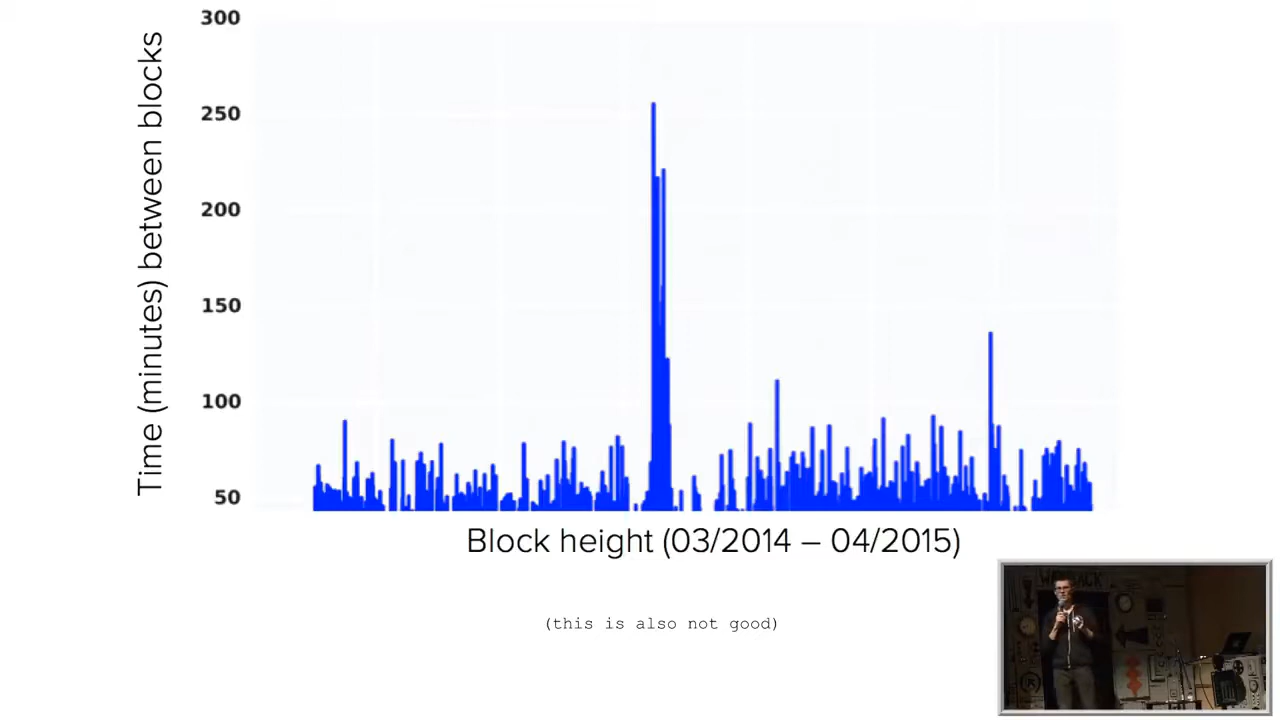 300
250
200
150
100
50
Time (minutes) between blocks
Block height (03/2014 – 04/2015)
(this is also not good)